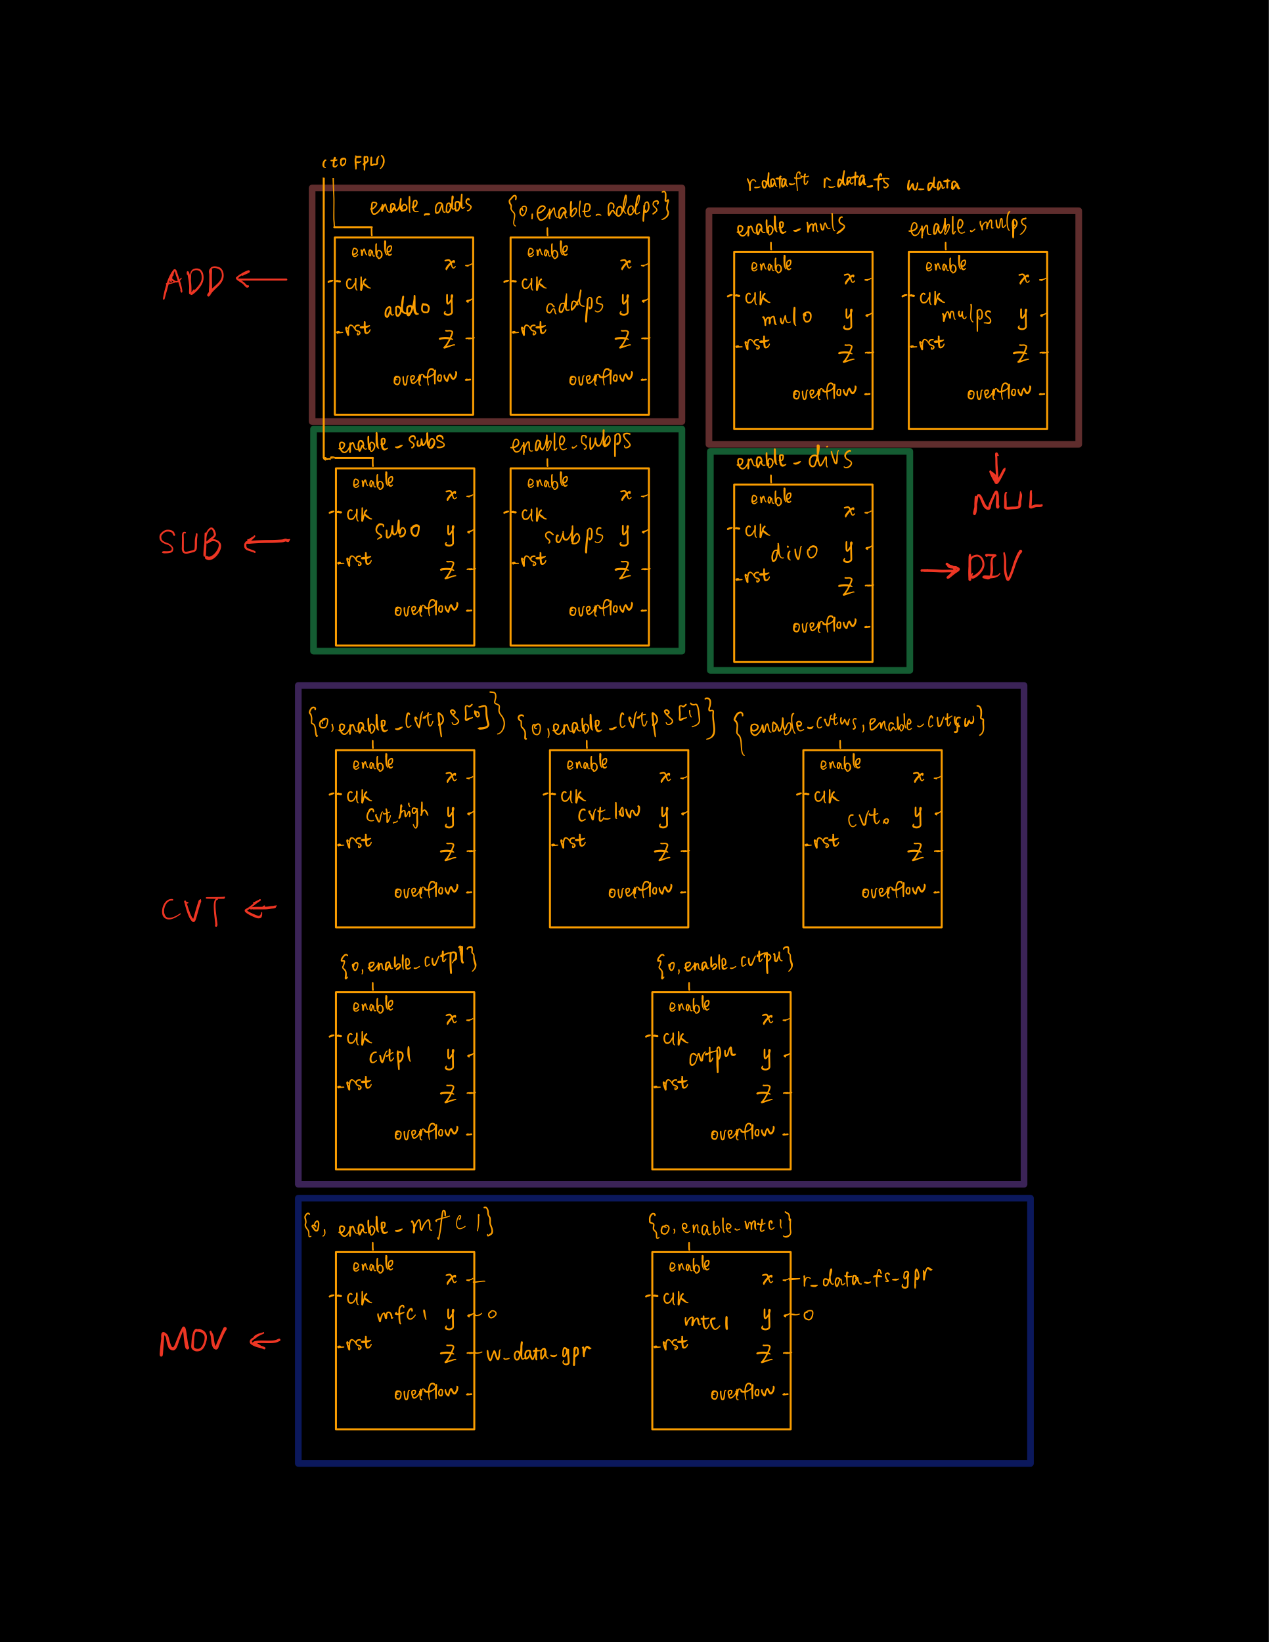 (to FPU)
r_data_ft r_data_fs w_data
enable_adds {0,enable_addps}
enable_muls enable_mulps
ADD ←
enable
x
clk
add0
y
rst
z
overflow
enable
x
clk
addps
y
rst
z
overflow
enable
x
clk
mul0
y
rst
z
overflow
enable
x
clk
mulps
y
rst
z
overflow
→ MUL
enable_subs enable_subps
enable_divs
SUB ←
enable
x
clk
sub0
y
rst
z
overflow
enable
x
clk
subps
y
rst
z
overflow
enable
x
clk
div0
y
rst
z
overflow
→ DIV
{0,enable_cvtps[0]} {0,enable_cvtps[1]} {enable_cvtws,enable_cvtsw}
CVT ←
enable
x
clk
cvt_high
y
rst
z
overflow
enable
x
clk
cvt_low
y
rst
z
overflow
enable
x
clk
cvt0
y
rst
z
overflow
{0,enable_cvtpl} {0,enable_cvtpu}
enable
x
clk
cvtpl
y
rst
z
overflow
enable
x
clk
cvtpu
y
rst
z
overflow
{0, enable_mfc1} {0,enable_mtc1}
MOV ←
enable
x
clk
mfc1
y 0
rst
z w_data_gpr
overflow
enable
x r_data_fs_gpr
clk
mtc1
y 0
rst
z
overflow